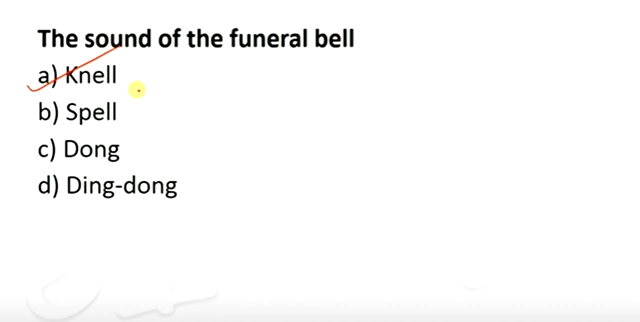 The sound of the funeral bell
a) Knell
b) Spell
c) Dong
d) Ding-dong